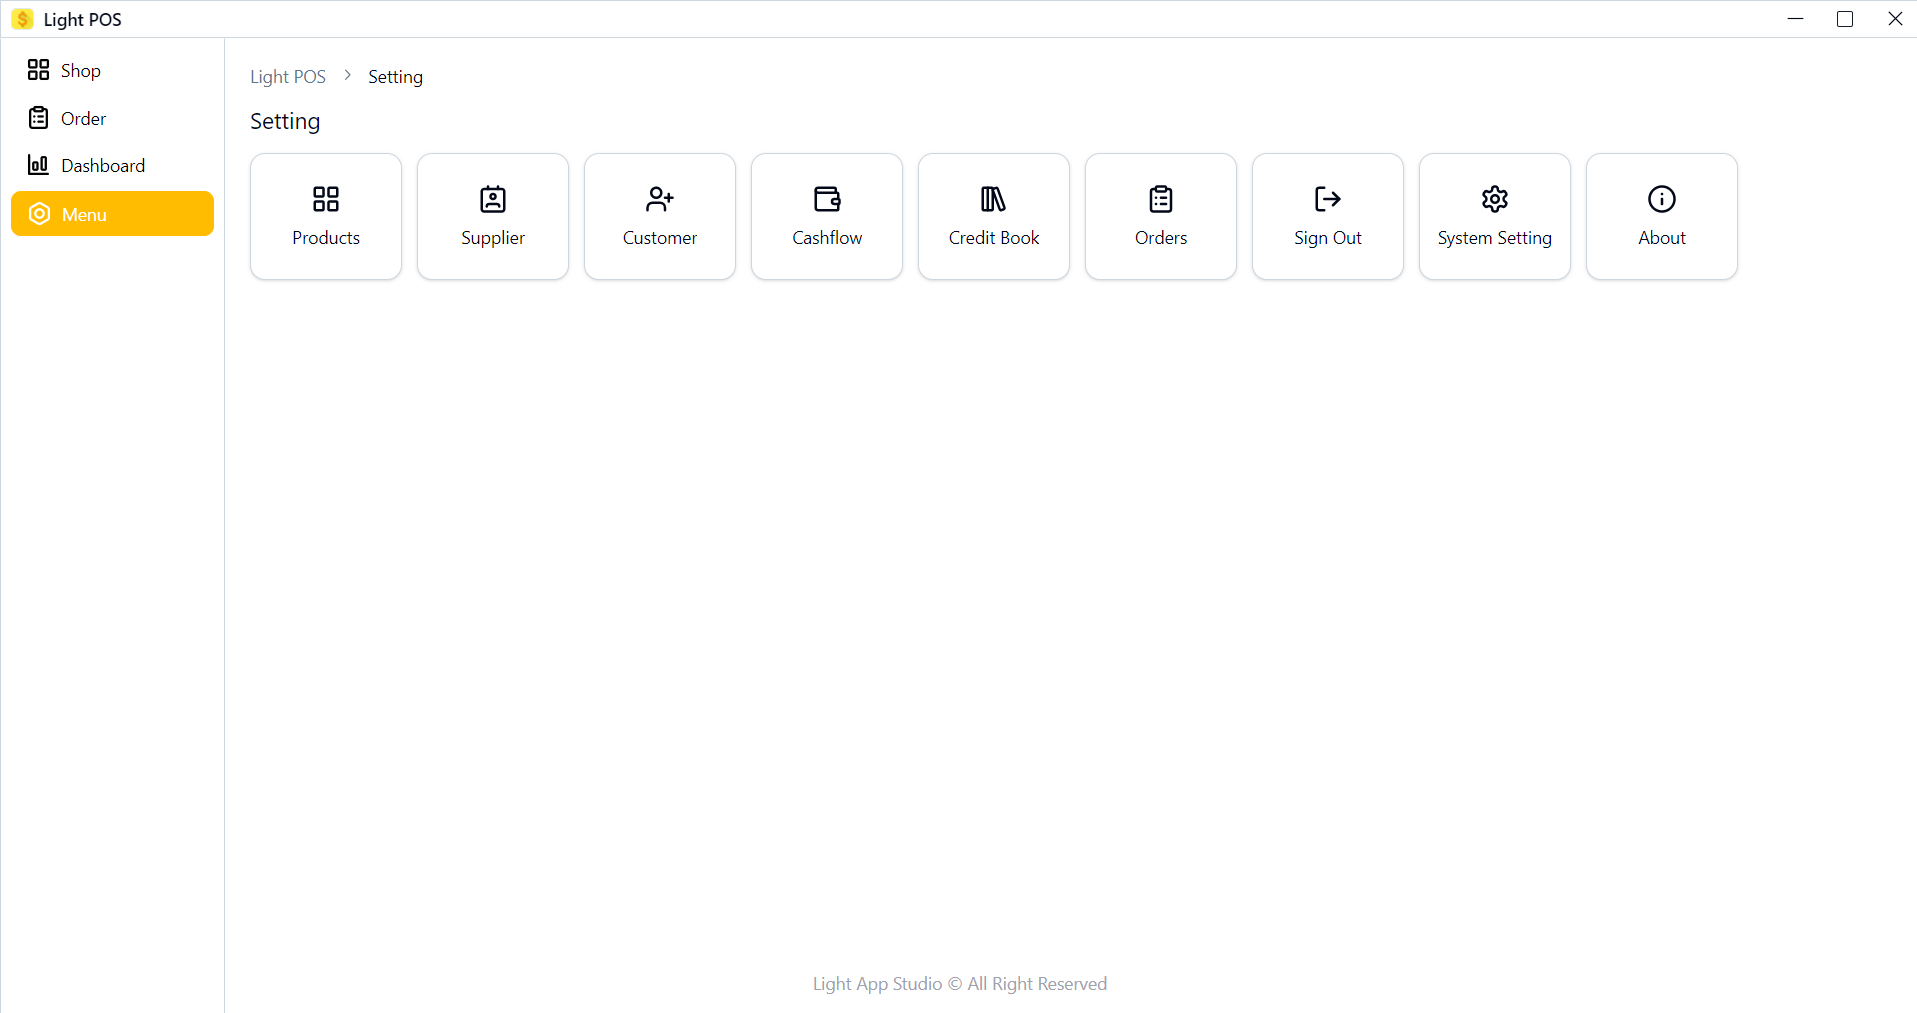 Light POS
Shop
Order
Dashboard
Menu
Light POS > Setting
Setting
Products
Supplier
Customer
Cashflow
Credit Book
Orders
Sign Out
System Setting
About
Light App Studio © All Right Reserved